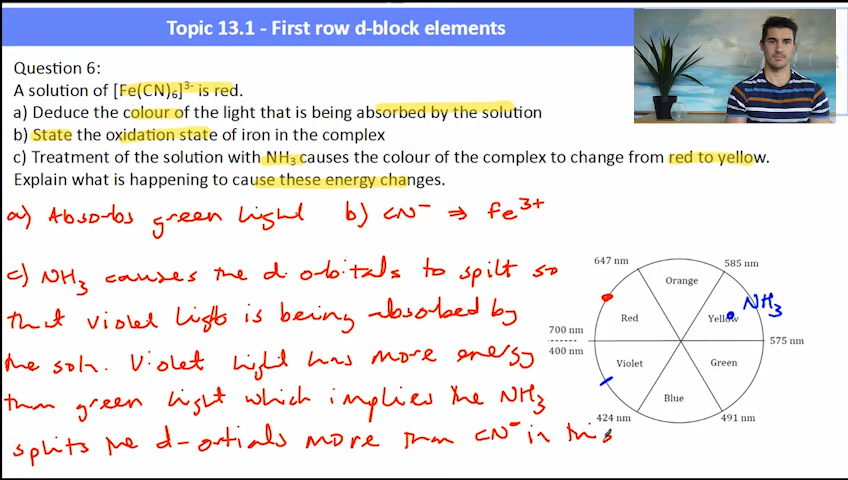 Topic 13.1 - First row d-block elements
Question 6:
A solution of [Fe(CN)₆]³⁻ is red.
a) Deduce the colour of the light that is being absorbed by the solution
b) State the oxidation state of iron in the complex
c) Treatment of the solution with NH₃ causes the colour of the complex to change from red to yellow.
Explain what is happening to cause these energy changes.
a) Absorbs green light b) CN⁻ ⇒ Fe³⁺
c) NH₃ causes the d-orbitals to spilt so
that violet light is being absorbed by
the soln. Violet light has more energy
than green light which implies the NH₃
splits the d-ortials more than CN⁻ in this
647 nm
585 nm
Orange
NH₃
Red
Yellow
700 nm
400 nm
575 nm
Violet
Green
Blue
424 nm
491 nm